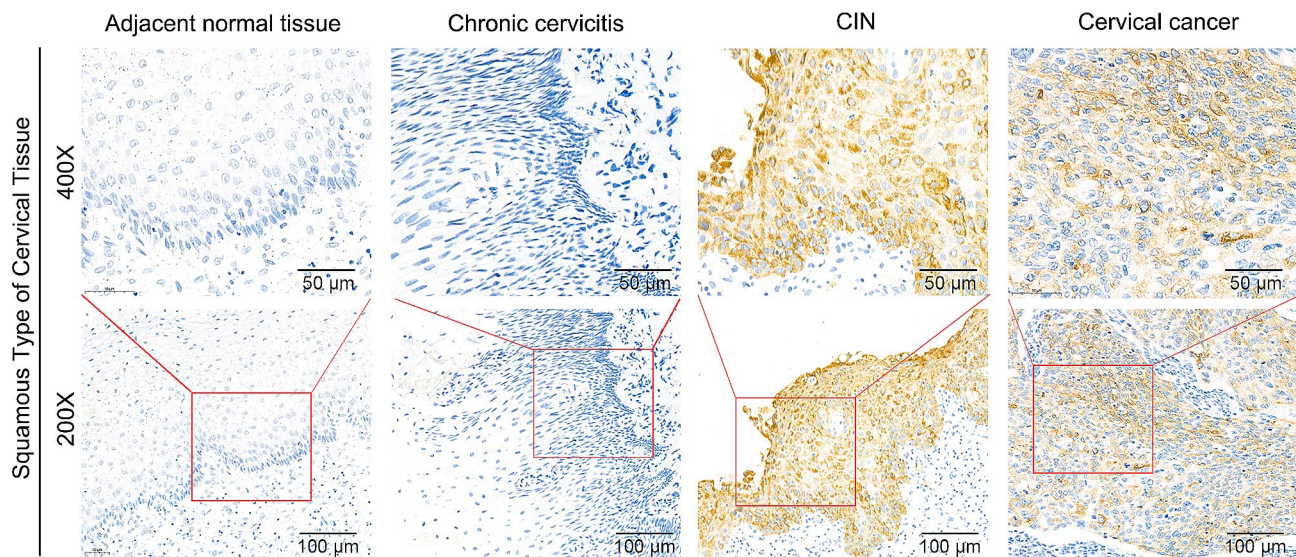 Adjacent normal tissue
Chronic cervicitis
CIN
Cervical cancer
Squamous Type of Cervical Tissue
400X
50 µm
50 µm
50 µm
50 µm
200X
100 µm
100 µm
100 µm
100 µm